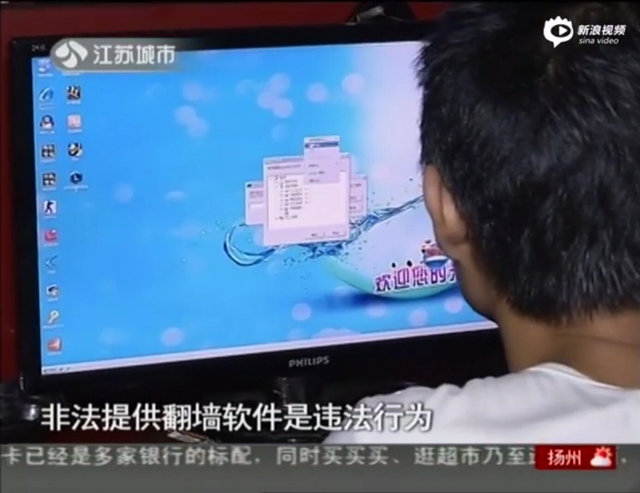 江苏城市
新浪视频
sina video
欢迎您的
PHILIPS
非法提供翻墙软件是违法行为
卡已经是多家银行的标配，同时买买买、逛超市乃至
扬州